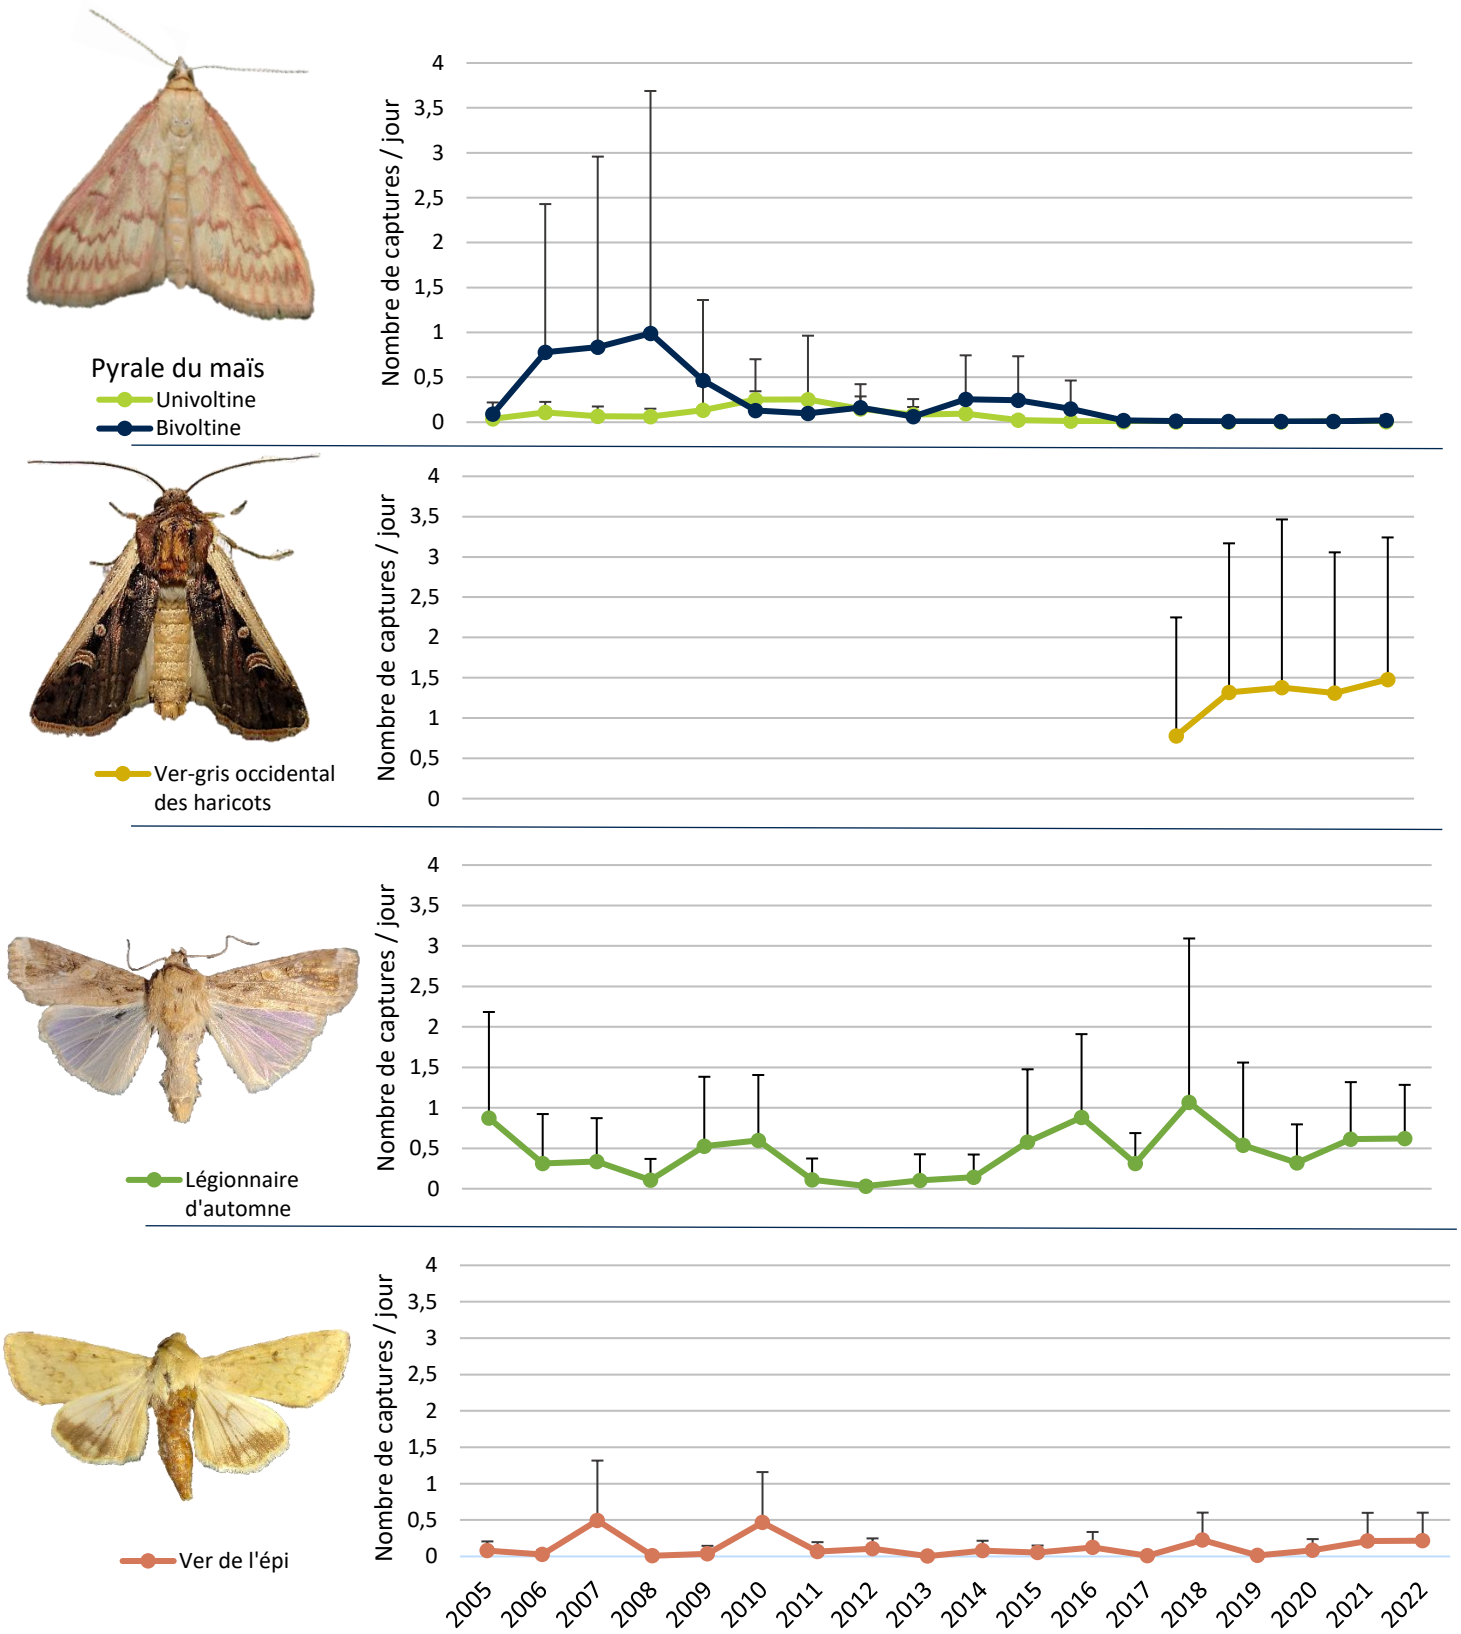 4
3,5
3
2,5
2
1,5
1
0,5
0
Nombre de captures / jour
Pyrale du maïs
Univoltine
Bivoltine
4
3,5
3
2,5
2
1,5
1
0,5
0
Nombre de captures / jour
Ver-gris occidental
des haricots
4
3,5
3
2,5
2
1,5
1
0,5
0
Nombre de captures / jour
Légionnaire
d'automne
4
3,5
3
2,5
2
1,5
1
0,5
0
Nombre de captures / jour
Ver de l'épi
2005 2006 2007 2008 2009 2010 2011 2012 2013 2014 2015 2016 2017 2018 2019 2020 2021 2022